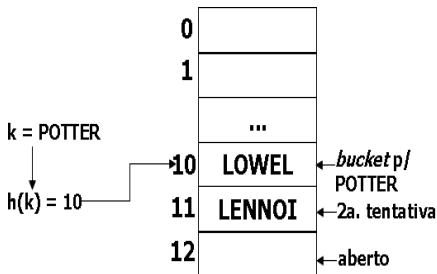 0
1
...
k = POTTER
10 LOWEL bucket p/
POTTER
h(k) = 10
11 LENNOI 2a. tentativa
12 aberto